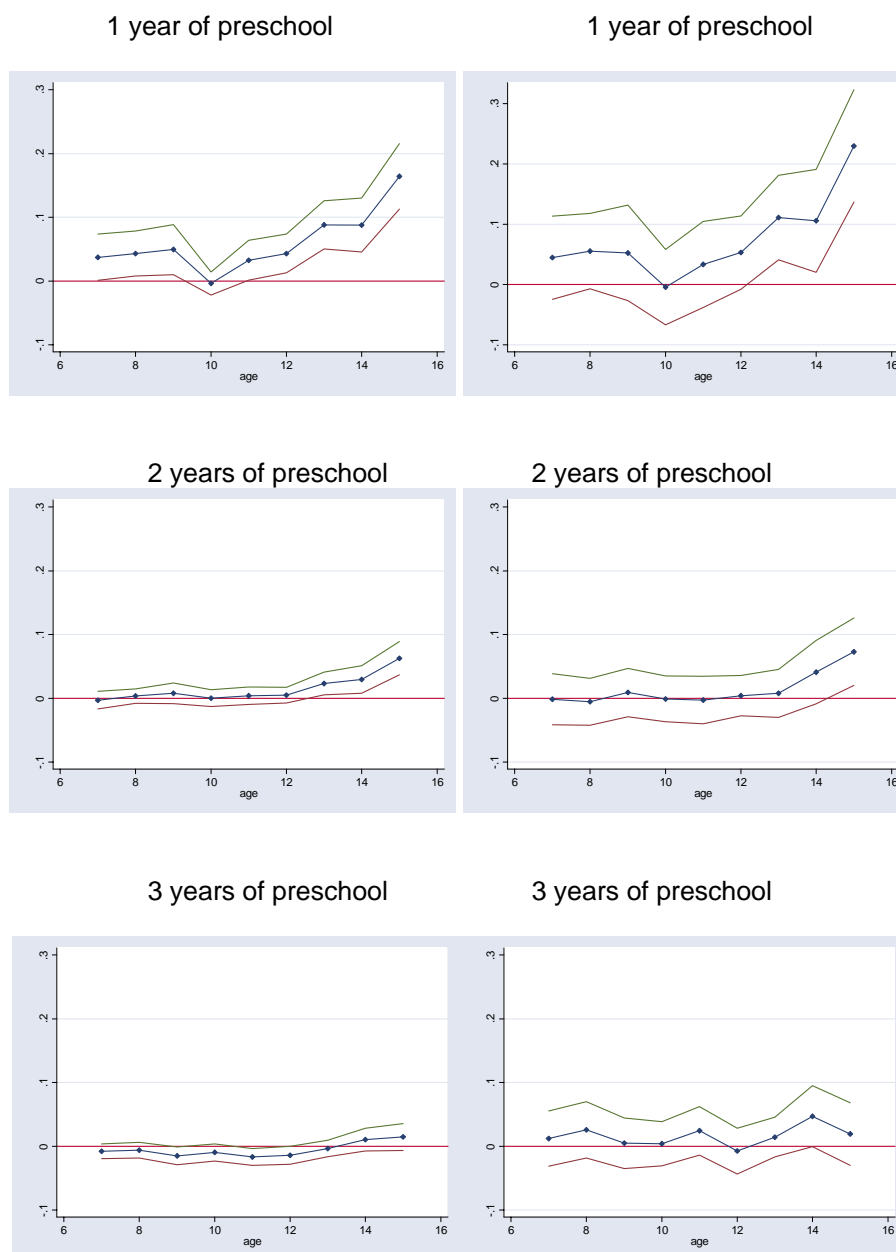 1 year of preschool 1 year of preschool
.3 .3
.2 .2
.1 .1
0 0
-.1 -.1
6 8 10 12 14 16 6 8 10 12 14 16
age age
2 years of preschool 2 years of preschool
.3 .3
.2 .2
.1 .1
0 0
-.1 -.1
6 8 10 12 14 16 6 8 10 12 14 16
age age
3 years of preschool 3 years of preschool
.3 .3
.2 .2
.1 .1
0 0
-.1 -.1
6 8 10 12 14 16 6 8 10 12 14 16
age age